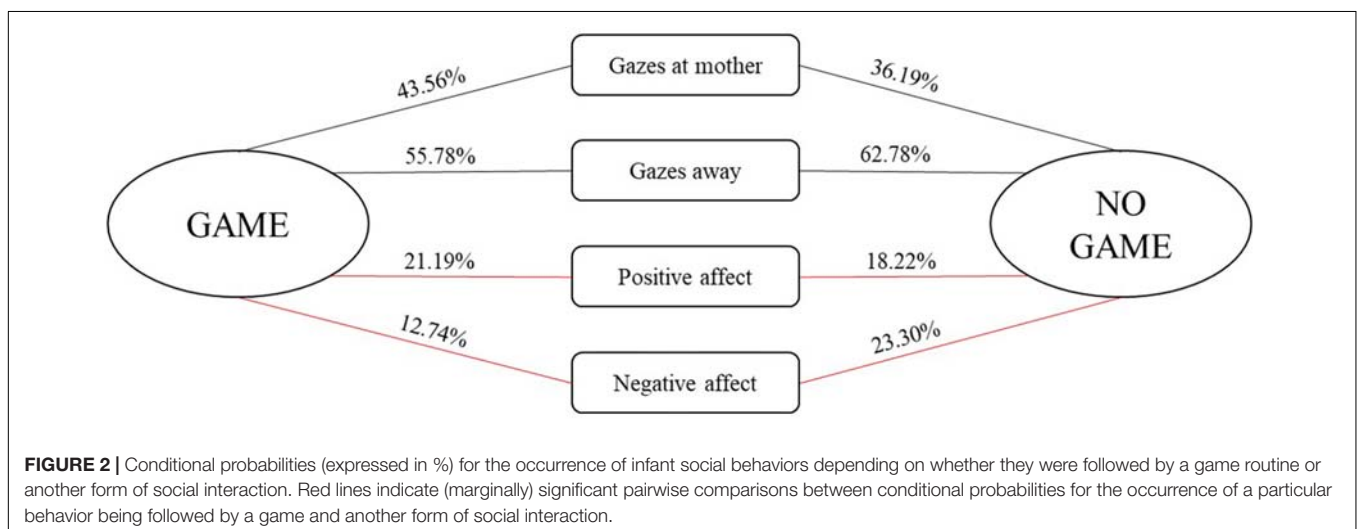 Gazes at mother
43.56%
36.19%
Gazes away
55.78%
62.78%
GAME
NO
GAME
Positive affect
21.19%
18.22%
Negative affect
12.74%
23.30%
FIGURE 2 | Conditional probabilities (expressed in %) for the occurrence of infant social behaviors depending on whether they were followed by a game routine or
another form of social interaction. Red lines indicate (marginally) significant pairwise comparisons between conditional probabilities for the occurrence of a particular
behavior being followed by a game and another form of social interaction.